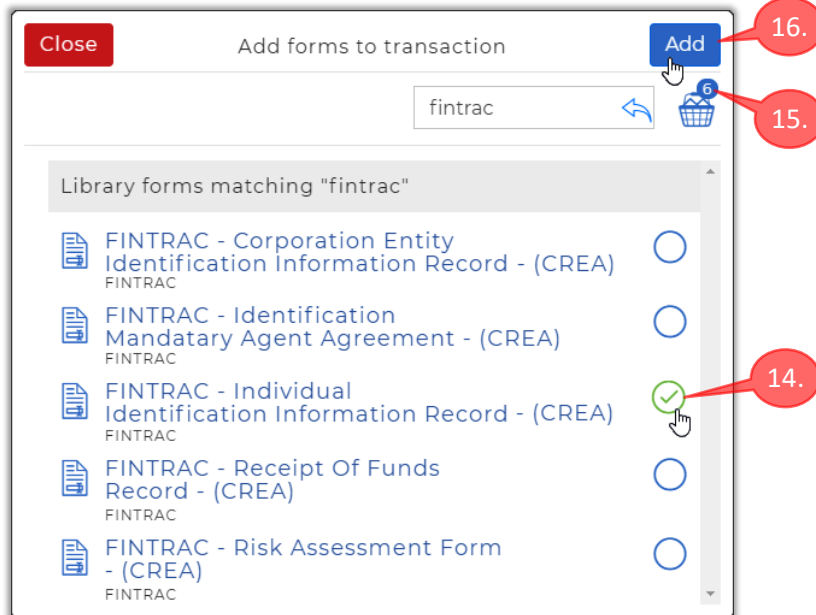 Close
Add forms to transaction
Add
16.
fintrac
6
15.
Library forms matching "fintrac"
FINTRAC - Corporation Entity
Identification Information Record - (CREA)
FINTRAC
FINTRAC - Identification
Mandatary Agent Agreement - (CREA)
FINTRAC
FINTRAC - Individual
Identification Information Record - (CREA)
FINTRAC
14.
FINTRAC - Receipt Of Funds
Record - (CREA)
FINTRAC
FINTRAC - Risk Assessment Form
- (CREA)
FINTRAC